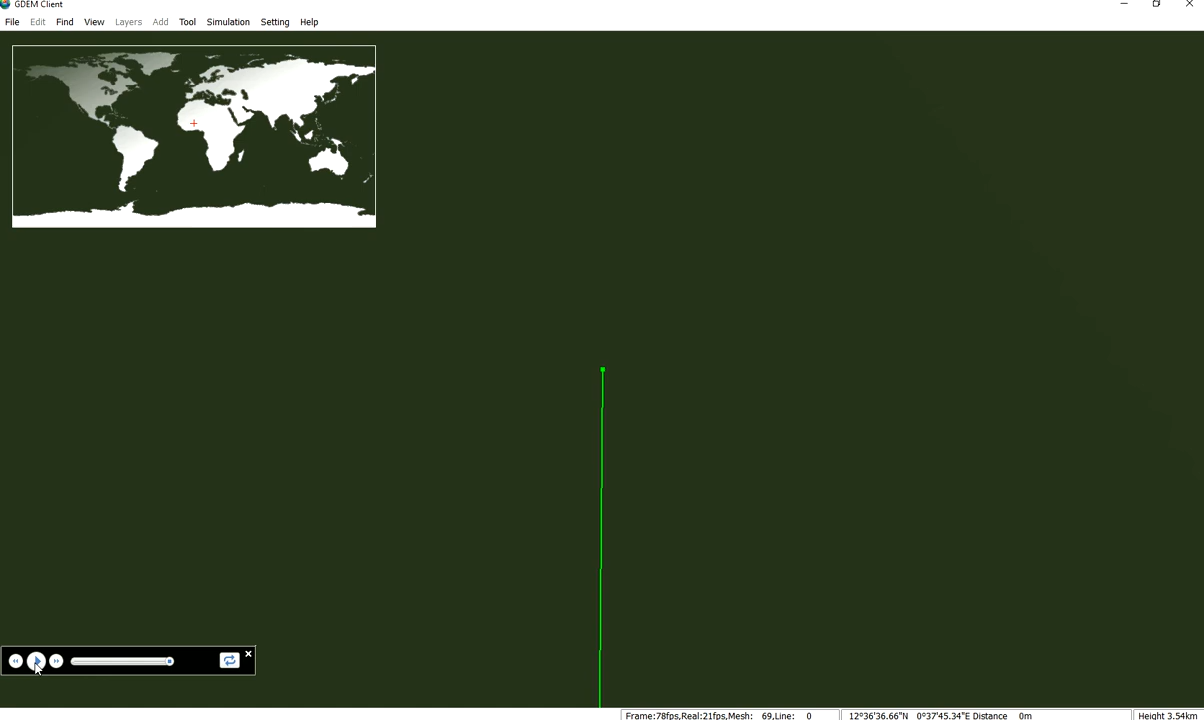 GDEM Client
File Edit Find View Layers Add Tool Simulation Setting Help
Frame:78fps,Real:21fps,Mesh: 69,Line: 0 12°36'36.66"N 0°37'45.34"E Distance 0m Height 3.54km